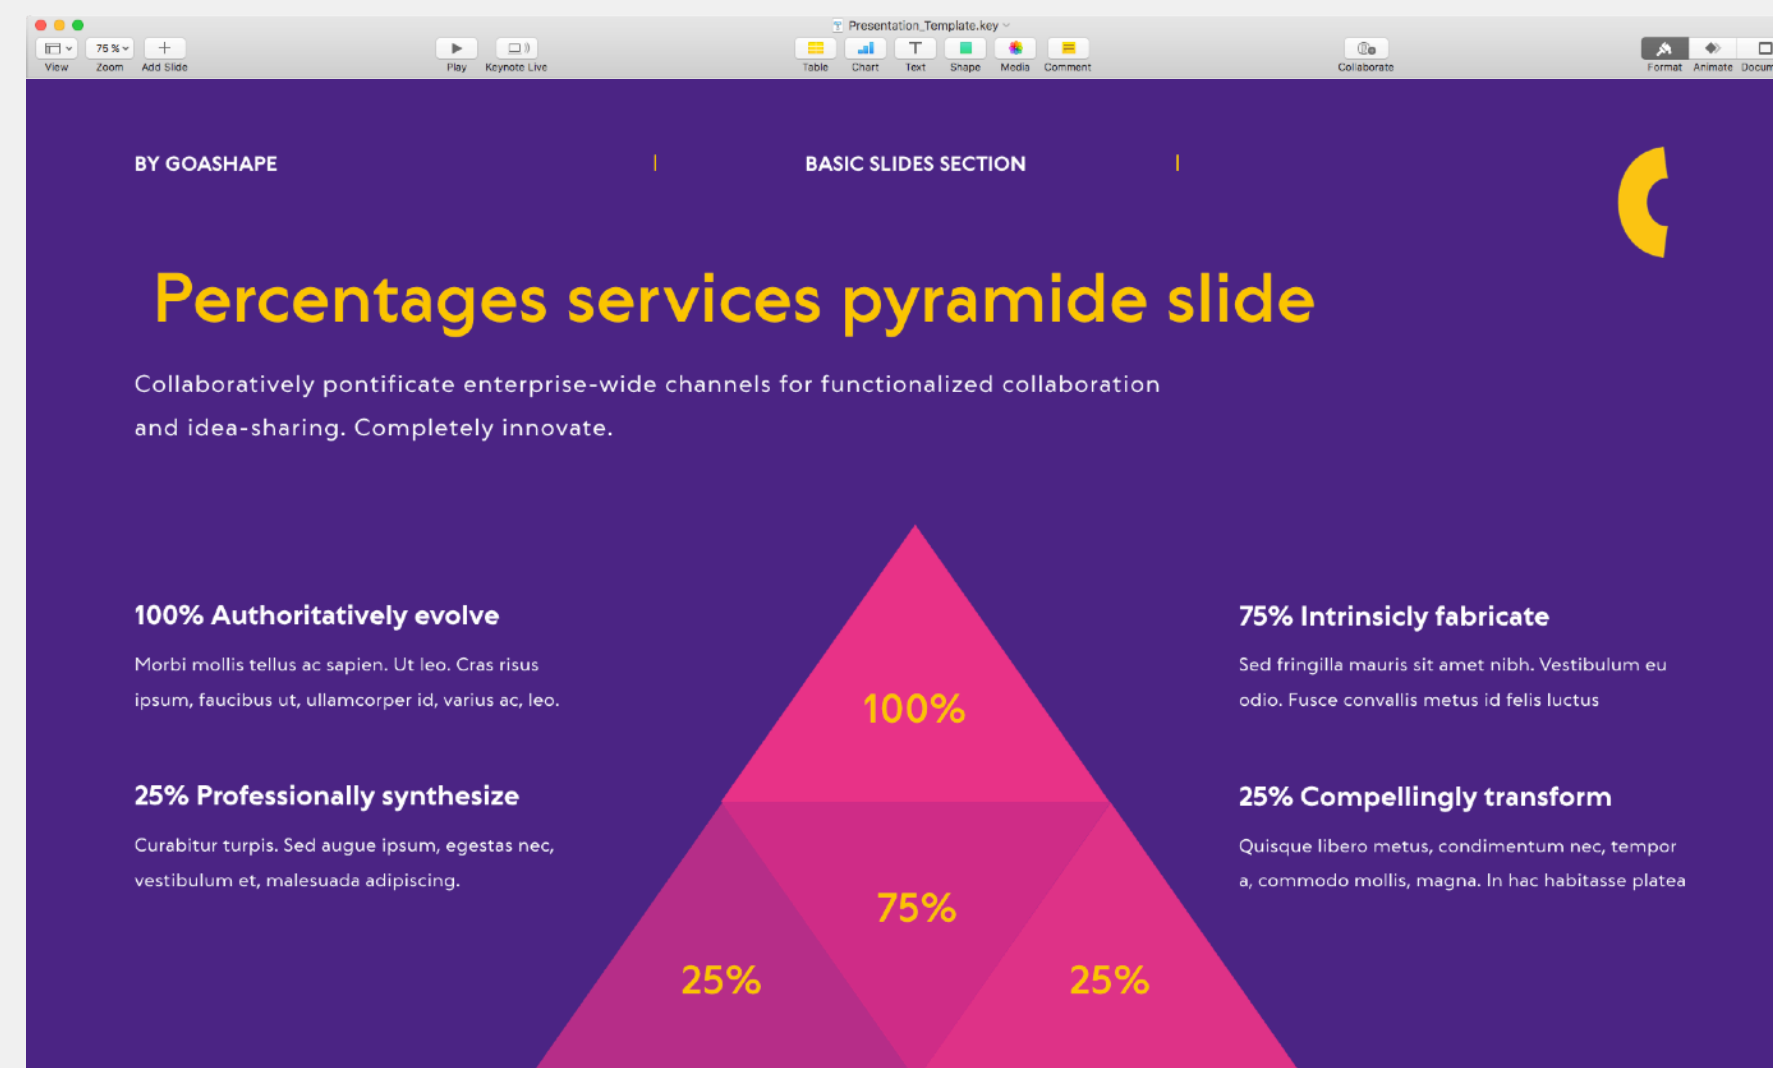 Presentation_Template.key
75 %
View
Zoom
Add Slide
Play
Keynote Live
Table
Chart
Text
Shape
Media
Comment
Collaborate
Format
Animate
Docum
BY GOASHAPE
BASIC SLIDES SECTION
Percentages services pyramide slide
Collaboratively pontificate enterprise-wide channels for functionalized collaboration
and idea-sharing. Completely innovate.
100% Authoritatively evolve
Morbi mollis tellus ac sapien. Ut leo. Cras risus
ipsum, faucibus ut, ullamcorper id, varius ac, leo.
25% Professionally synthesize
Curabitur turpis. Sed augue ipsum, egestas nec,
vestibulum et, malesuada adipiscing.
100%
75%
25%
25%
75% Intrinsicly fabricate
Sed fringilla mauris sit amet nibh. Vestibulum eu
odio. Fusce convallis metus id felis luctus
25% Compellingly transform
Quisque libero metus, condimentum nec, tempor
a, commodo mollis, magna. In hac habitasse platea